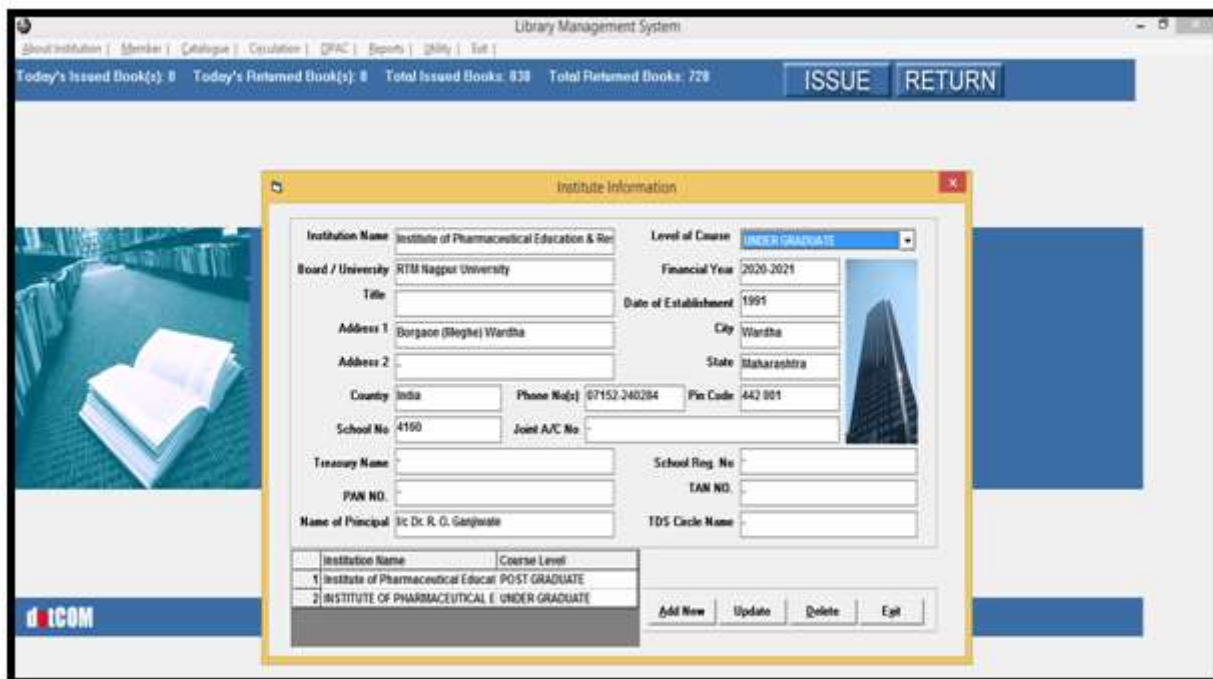 Library Management System
About Institution | Member | Catalogue | Circulation | OPAC | Reports | Utility | Exit |
Today's Issued Book(s): 0 Today's Returned Book(s): 0 Total Issued Books: 838 Total Returned Books: 728 ISSUE RETURN
Institute Information
Institution Name Institute of Pharmaceutical Education & Res Level of Course UNDER GRADUATE
Board / University RTM Nagpur University Financial Year 2020-2021
Title Date of Establishment 1991
Address 1 Borgaon (Meghe) Wardha City Wardha
Address 2 . State Maharashtra
Country India Phone No(s) 07152-240284 Pin Code 442 001
School No 4160 Joint A/C No -
Treasury Name - School Reg. No -
PAN NO. - TAN NO. -
Name of Principal I/c Dr. R. O. Ganjiwale TDS Circle Name -
Institution Name Course Level
1 Institute of Pharmaceutical Educat POST GRADUATE
2 INSTITUTE OF PHARMACEUTICAL E UNDER GRADUATE
Add New Update Delete Exit
dotCOM